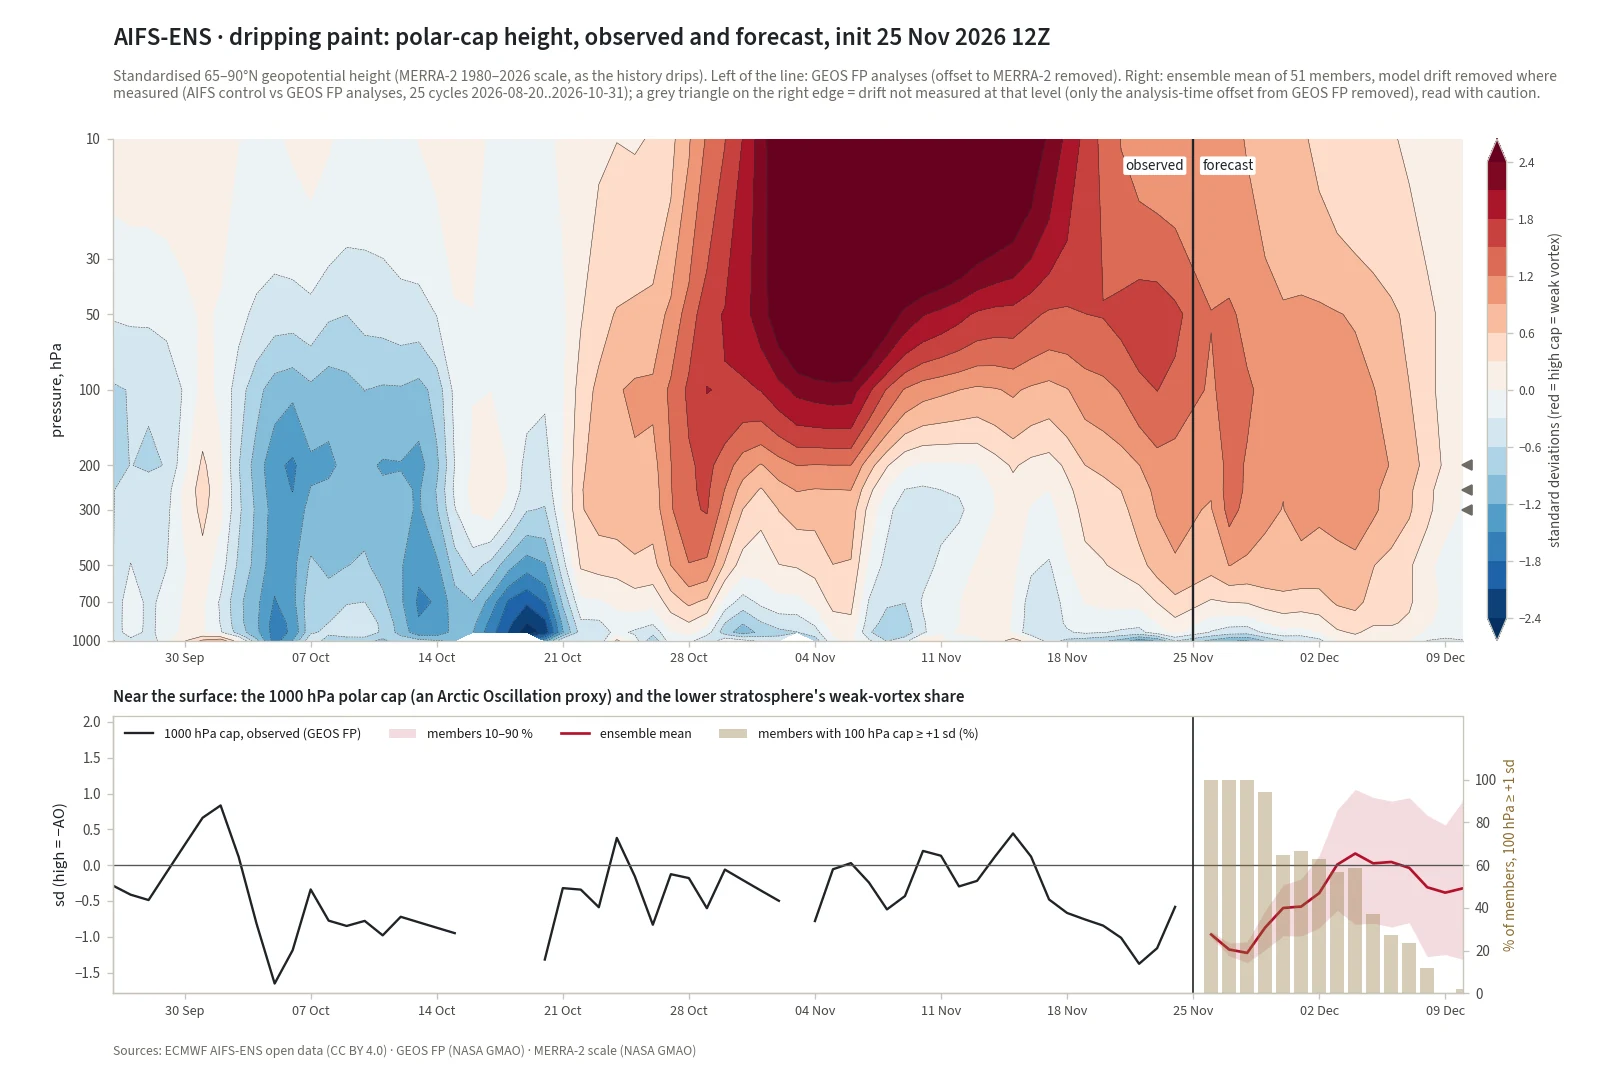 AIFS-ENS · dripping paint: polar-cap height, observed and forecast, init 25 Nov 2026 12Z
Standardised 65–90°N geopotential height (MERRA-2 1980–2026 scale, as the history drips). Left of the line: GEOS FP analyses (offset to MERRA-2 removed). Right: ensemble mean of 51 members, model drift removed where
measured (AIFS control vs GEOS FP analyses, 25 cycles 2026-08-20..2026-10-31); a grey triangle on the right edge = drift not measured at that level (only the analysis-time offset from GEOS FP removed), read with caution.
pressure, hPa
10
30
50
100
200
300
500
700
1000
observed
forecast
30 Sep
07 Oct
14 Oct
21 Oct
28 Oct
04 Nov
11 Nov
18 Nov
25 Nov
02 Dec
09 Dec
2.4
1.8
1.2
0.6
0.0
−0.6
−1.2
−1.8
−2.4
standard deviations (red = high cap = weak vortex)
Near the surface: the 1000 hPa polar cap (an Arctic Oscillation proxy) and the lower stratosphere's weak-vortex share
sd (high = −AO)
2.0
1.5
1.0
0.5
0.0
−0.5
−1.0
−1.5
1000 hPa cap, observed (GEOS FP)
members 10–90 %
ensemble mean
members with 100 hPa cap ≥ +1 sd (%)
100
80
60
40
20
0
% of members, 100 hPa ≥ +1 sd
30 Sep
07 Oct
14 Oct
21 Oct
28 Oct
04 Nov
11 Nov
18 Nov
25 Nov
02 Dec
09 Dec
Sources: ECMWF AIFS-ENS open data (CC BY 4.0) · GEOS FP (NASA GMAO) · MERRA-2 scale (NASA GMAO)